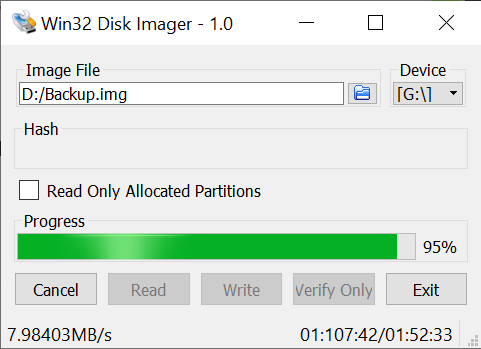 Win32 Disk Imager - 1.0
Image File
Device
D:/Backup.img
[G:\]
Hash
Read Only Allocated Partitions
Progress
95%
Cancel
Read
Write
Verify Only
Exit
7.98403MB/s
01:107:42/01:52:33